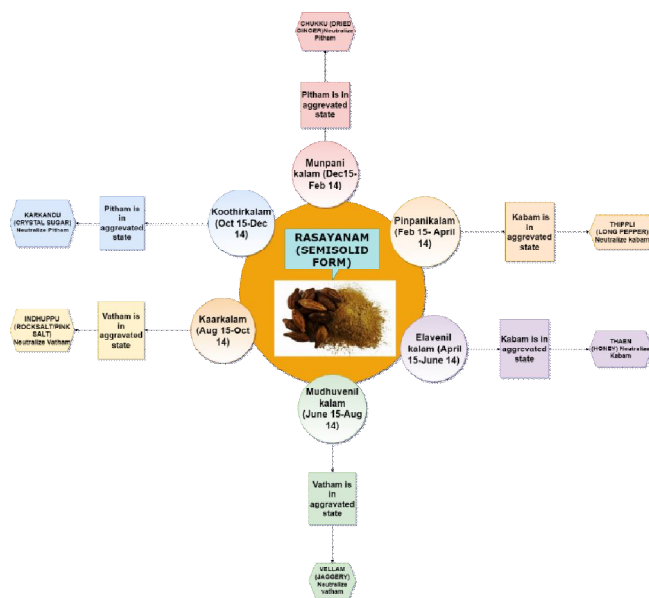 CHUKKU (DRIED
GINGER)Neutralize
Pitham
Pitham is in
aggrevated
state
Munpani
kalam (Dec15-
Feb 14)
KARKANDU
(CRYSTAL SUGAR)
Neutralize Pitham
Pitham is
in
aggrevated
state
Koothirkalam
(Oct 15-Dec
14)
RASAYANAM
(SEMISOLID
FORM)
Pinpanikalam
(Feb 15- April
14)
Kabam is
in
aggrevated
state
THIPPLI
(LONG PEPPER)
Neutralize kabam
INDHUPPU
(ROCKSALT/PINK
SALT)
Neutralize Vatham
Vatham is
in
aggravated
state
Kaarkalam
(Aug 15-Oct
14)
Elavenil
kalam (April
15-June 14)
Kabam is in
aggrevated
state
THAEN
(HONEY) Neutralize
Kabam
Mudhuvenil
kalam
(June 15-Aug
14)
Vatham is
in
aggravated
state
VELLAM
(JAGGERY)
Neutralize
vatham